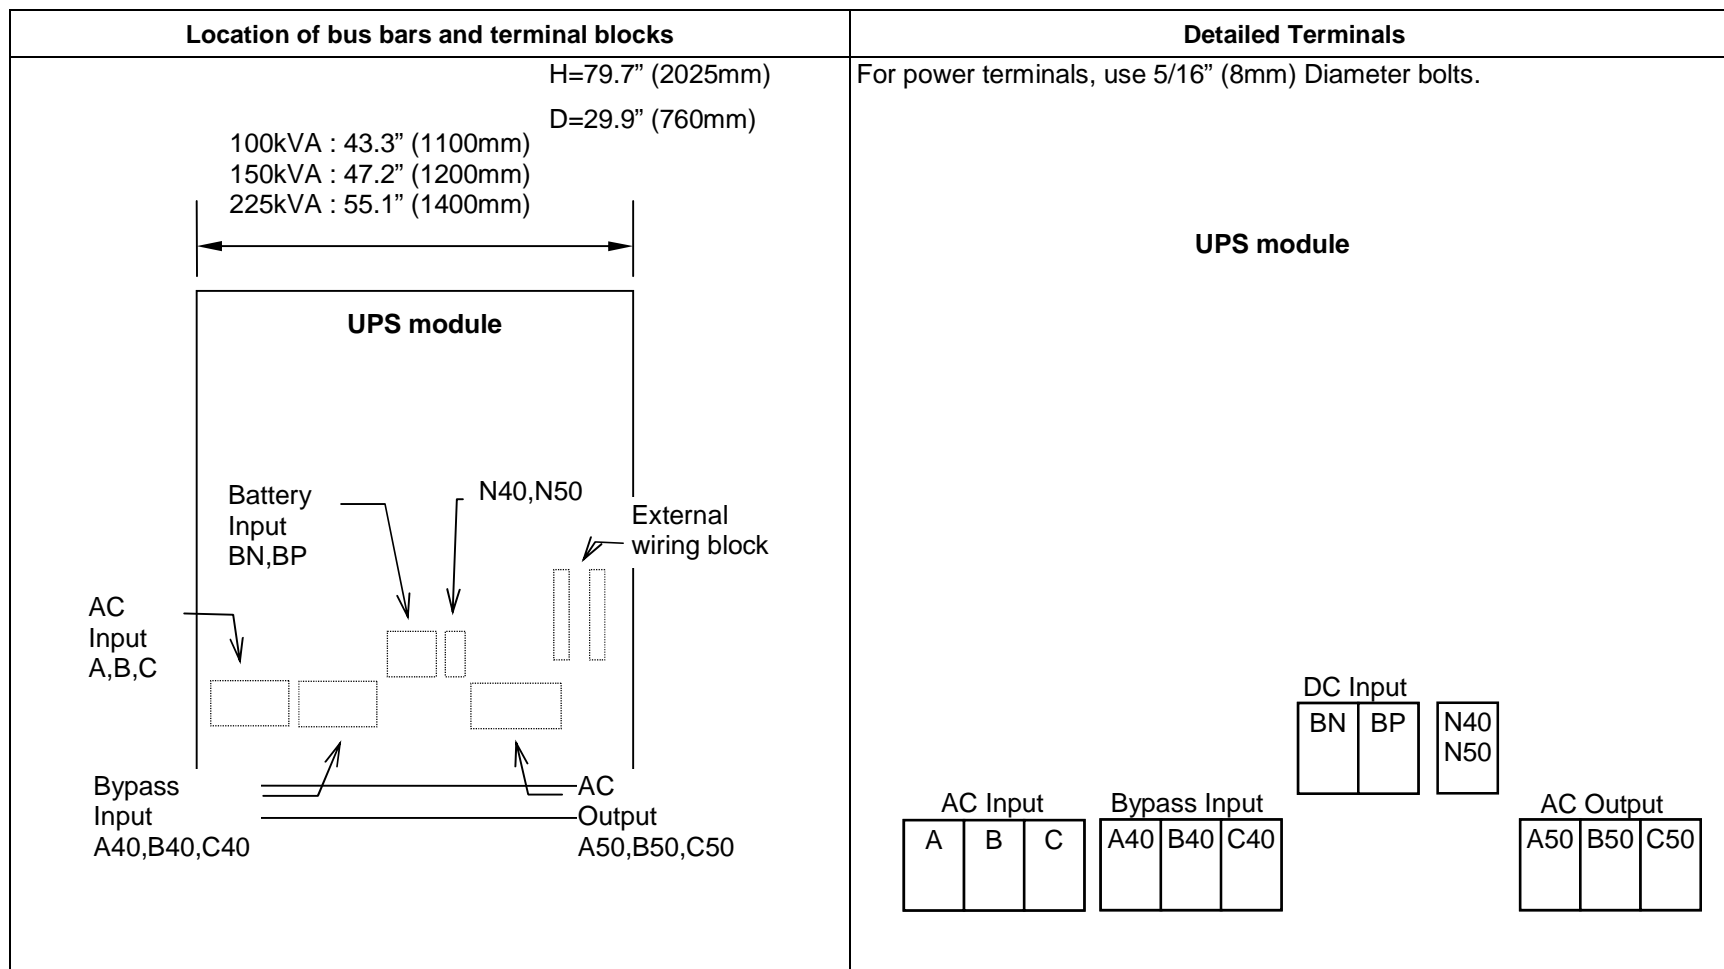 Location of bus bars and terminal blocks
Detailed Terminals
H=79.7” (2025mm)
D=29.9” (760mm)
100kVA : 43.3” (1100mm)
150kVA : 47.2” (1200mm)
225kVA : 55.1” (1400mm)
UPS module
Battery
Input
BN,BP
N40,N50
External
wiring block
AC
Input
A,B,C
Bypass
Input
A40,B40,C40
AC
Output
A50,B50,C50
For power terminals, use 5/16” (8mm) Diameter bolts.
UPS module
DC Input
BN BP
N40
N50
AC Input
A B C
Bypass Input
A40 B40 C40
AC Output
A50 B50 C50